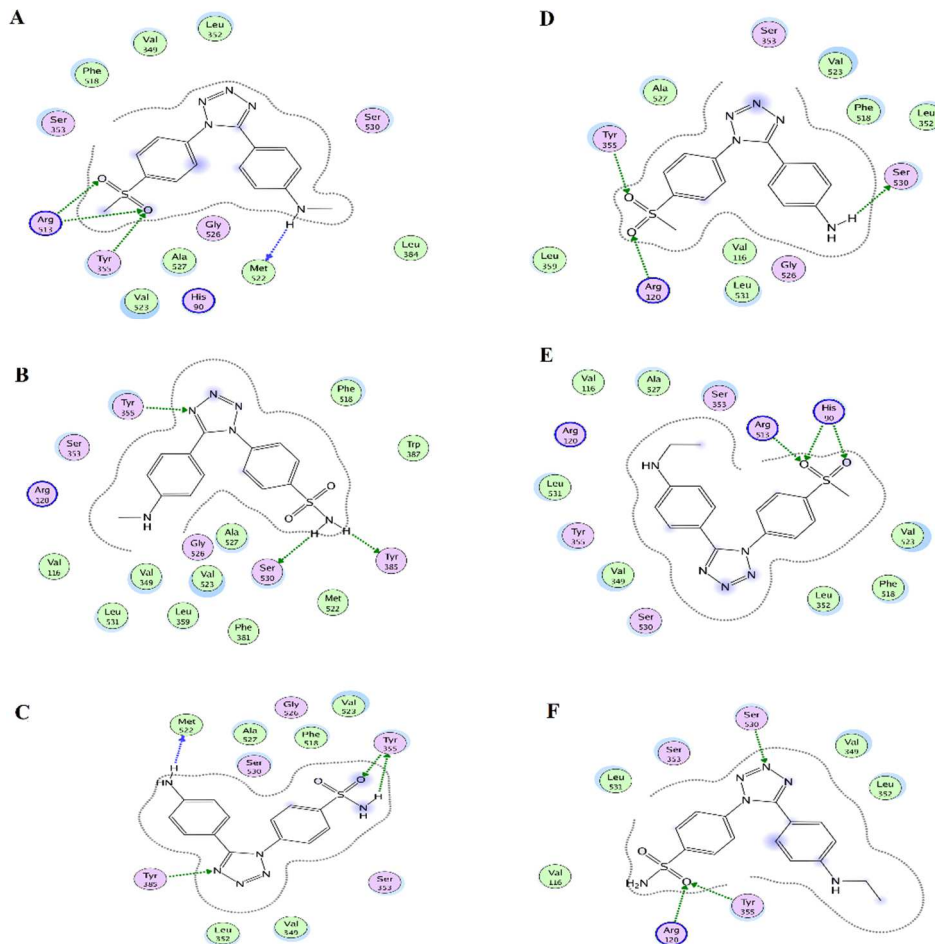 A
Leu
352
Val
349
Phe
518
Ser
353
Ser
530
N N
N
N
O
S
O
N
H
Arg
513
Tyr
355
Gly
526
Ala
527
Met
522
Leu
384
Val
523
His
90
B
Tyr
355
Phe
518
Ser
353
Trp
387
Arg
120
N
N
N
N
O
S
O
N
H
H
N
H
Gly
526
Ala
527
Val
116
Val
349
Val
523
Ser
530
Tyr
385
Leu
531
Leu
359
Met
522
Phe
381
C
Met
522
Gly
526
Val
523
Ala
527
Phe
518
Tyr
355
Ser
530
H
NH
O
O
S
H
NH
N
N
N
N
Tyr
385
Ser
353
Leu
352
Val
349
D
Ser
353
Val
523
Ala
527
Phe
518
Leu
352
Tyr
355
Ser
530
N
N
N
N
O
S
O
N
H
H
Leu
359
Val
116
Gly
526
Arg
120
Leu
531
E
Val
116
Ala
527
Ser
353
His
90
Arg
120
Arg
513
HN
O
O
S
Leu
531
Tyr
355
Val
523
N
N
N
N
Val
349
Leu
352
Phe
518
Ser
530
F
Ser
530
Ser
353
Val
349
Leu
531
Leu
352
N
N
N
N
O
S
H₂N
O
N
H
Val
116
Tyr
355
Arg
120